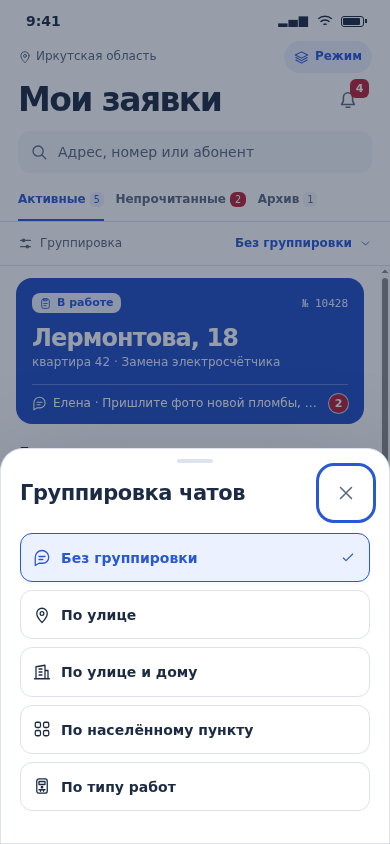 9:41
Иркутская область
Режим
Мои заявки
4
Адрес, номер или абонент
Активные 5 Непрочитанные 2 Архив 1
Группировка
Без группировки
В работе
№ 10428
Лермонтова, 18
квартира 42 · Замена электросчётчика
Елена · Пришлите фото новой пломбы, ...
2
Группировка чатов
Без группировки
По улице
По улице и дому
По населённому пункту
По типу работ